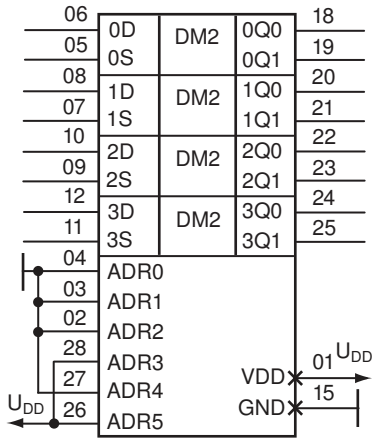 06 0D DM2 0Q0 18
05 0S 0Q1 19
08 1D DM2 1Q0 20
07 1S 1Q1 21
10 2D DM2 2Q0 22
09 2S 2Q1 23
12 3D DM2 3Q0 24
11 3S 3Q1 25
04 ADR0
03 ADR1
02 ADR2
28 ADR3
27 ADR4 VDD 01 UDD
UDD 26 ADR5 GND 15